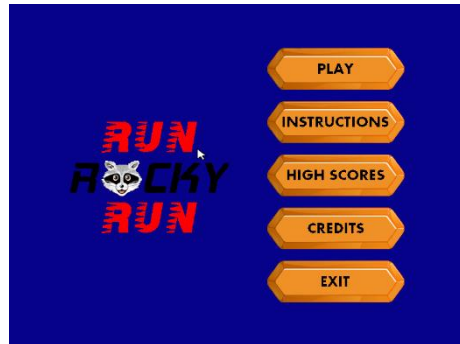 RUN
ROCKY
RUN
PLAY
INSTRUCTIONS
HIGH SCORES
CREDITS
EXIT